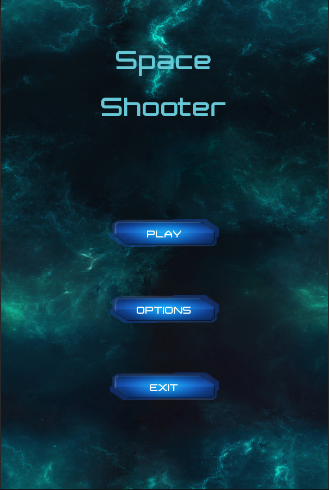 Space
Shooter
PLAY
OPTIONS
EXIT